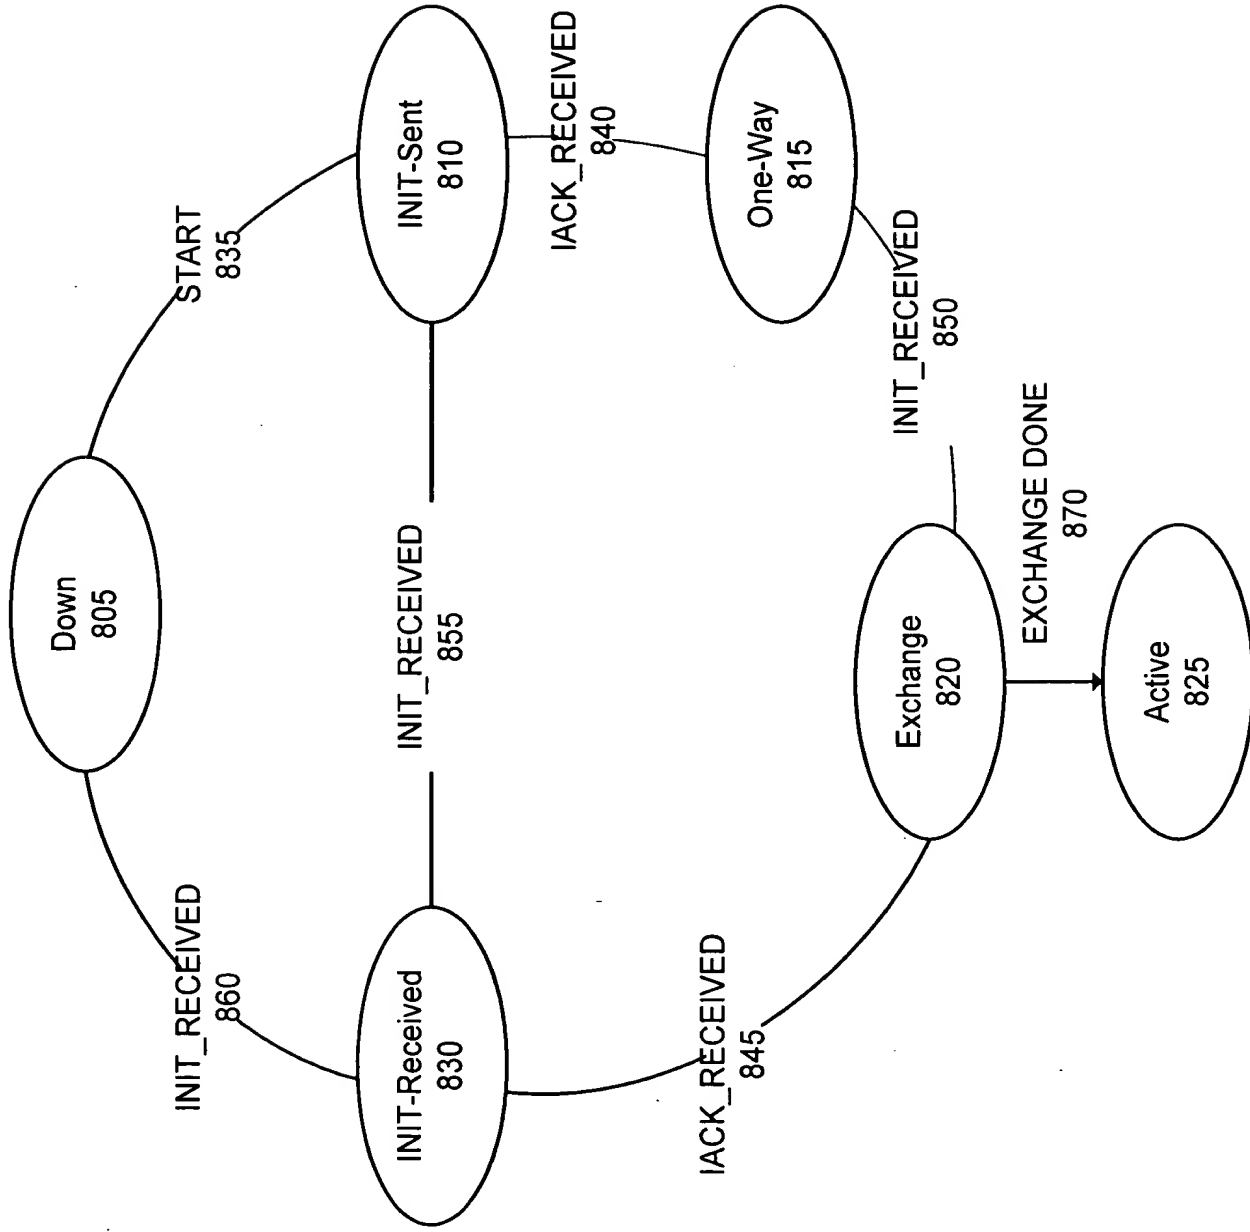 Down
805
START
835
INIT_RECEIVED
860
INIT-Sent
810
INIT_RECEIVED
855
INIT-Received
830
IACK_RECEIVED
840
One-Way
815
IACK_RECEIVED
845
INIT_RECEIVED
850
Exchange
820
EXCHANGE DONE
870
Active
825